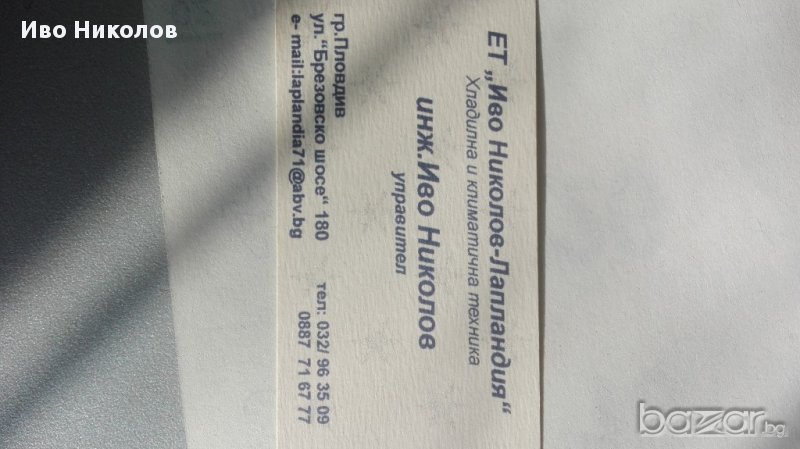 Иво Николов
ЕТ „Иво Николов-Лапландия“
Хладилна и климатична техника
инж.Иво Николов
управител
гр.Пловдив
ул.“Брезовско шосе“ 180 тел: 032/ 96 35 09
e- mail:laplandia71@abv.bg 0887 71 67 77
bazar.bg